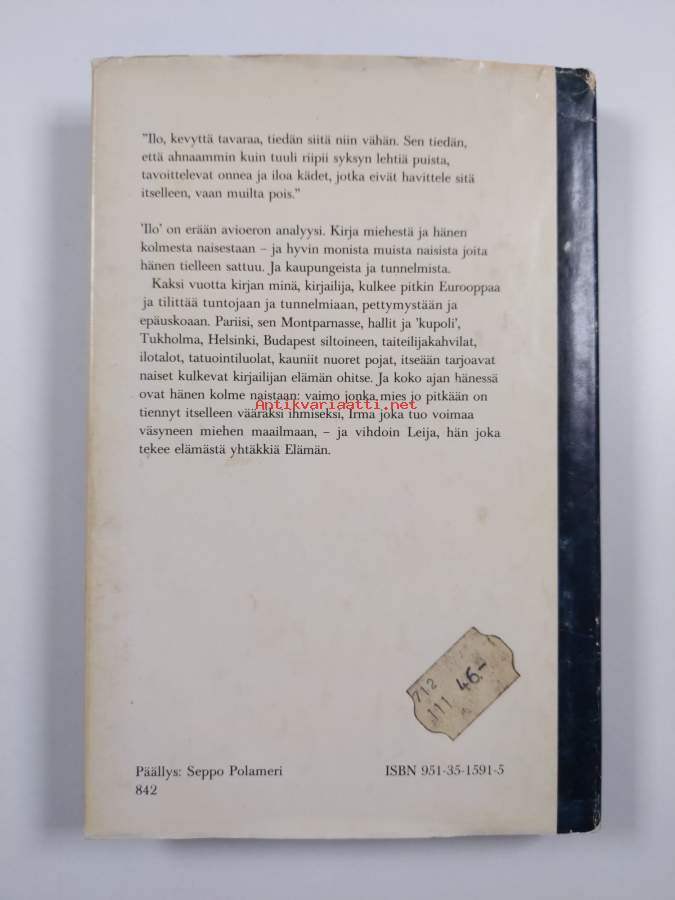 "Ilo, kevyttä tavaraa, tiedän siitä niin vähän. Sen tiedän,
että ahnaammin kuin tuuli riipii syksyn lehtiä puista,
tavoittelevat onnea ja iloa kädet, jotka eivät havittele sitä
itselleen, vaan muilta pois."
'Ilo' on erään avioeron analyysi. Kirja miehestä ja hänen
kolmesta naisestaan – ja hyvin monista muista naisista joita
hänen tielleen sattuu. Ja kaupungeista ja tunnelmista.
Kaksi vuotta kirjan minä, kirjailija, kulkee pitkin Eurooppaa
ja tilittää tuntojaan ja tunnelmiaan, pettymystään ja
epäuskoaan. Pariisi, sen Montparnasse, hallit ja 'kupoli',
Tukholma, Helsinki, Budapest siltoineen, taiteilijakahvilat,
ilotalot, tatuointiluolat, kauniit nuoret pojat, itseään tarjoavat
naiset kulkevat kirjailijan elämän ohitse. Ja koko ajan hänessä
ovat hänen kolme naistaan: vaimo jonka mies jo pitkään on
Antikvariaatti.net
tiennyt itselleen vääräksi ihmiseksi, Irma joka tuo voimaa
väsyneen miehen maailmaan, – ja vihdoin Leija, hän joka
tekee elämästä yhtäkkiä Elämän.
712
111 46.-
Päällys: Seppo Polameri
ISBN 951-35-1591-5
842